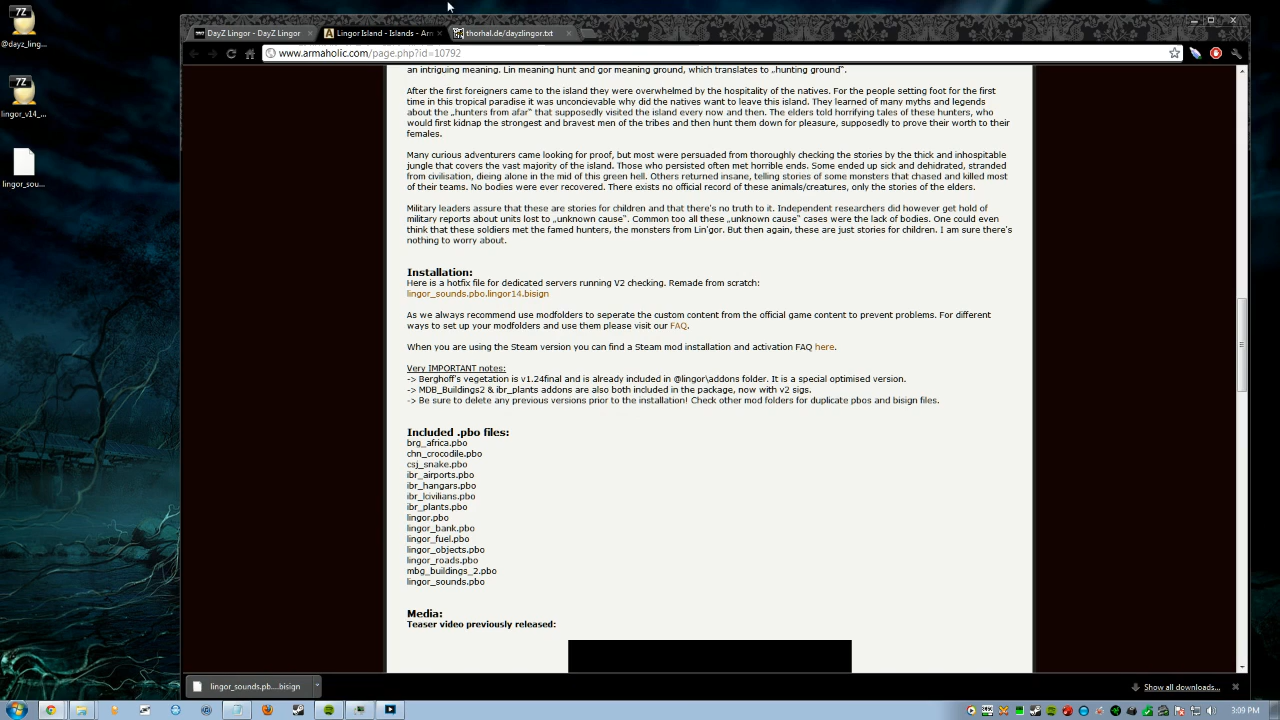 @dayz_ling...
lingor_v14_...
lingor_sou...
DayZ Lingor - DayZ Lingor
Lingor Island - Islands - Arm
thorhal.de/dayzlingor.txt
www.armaholic.com/page.php?id=10792
an intriguing meaning. Lin meaning hunt and gor meaning ground, which translates to „hunting ground".
After the first foreigners came to the island they were overwhelmed by the hospitality of the natives. For the people setting foot for the first
time in this tropical paradise it was unconcievable why did the natives want to leave this island. They learned of many myths and legends
about the „hunters from afar" that supposedly visited the island every now and then. The elders told horrifying tales of these hunters, who
would first kidnap the strongest and bravest men of the tribes and then hunt them down for pleasure, supposedly to prove their worth to their
females.
Many curious adventurers came looking for proof, but most were persuaded from thoroughly checking the stories by the thick and inhospitable
jungle that covers the vast majority of the island. Those who persisted often met horrible ends. Some ended up sick and dehidrated, stranded
from civilisation, dieing alone in the mid of this green hell. Others returned insane, telling stories of some monsters that chased and killed most
of their teams. No bodies were ever recovered. There exists no official record of these animals/creatures, only the stories of the elders.
Military leaders assure that these are stories for children and that there's no truth to it. Independent researchers did however get hold of
military reports about units lost to „unknown cause". Common too all these „unknown cause" cases were the lack of bodies. One could even
think that these soldiers met the famed hunters, the monsters from Lin'gor. But then again, these are just stories for children. I am sure there's
nothing to worry about.
Installation:
Here is a hotfix file for dedicated servers running V2 checking. Remade from scratch:
lingor_sounds.pbo.lingor14.bisign
As we always recommend use modfolders to seperate the custom content from the official game content to prevent problems. For different
ways to set up your modfolders and use them please visit our FAQ.
When you are using the Steam version you can find a Steam mod installation and activation FAQ here.
Very IMPORTANT notes:
-> Berghoff's vegetation is v1.24final and is already included in @lingor\addons folder. It is a special optimised version.
-> MDB_Buildings2 & ibr_plants addons are also both included in the package, now with v2 sigs.
-> Be sure to delete any previous versions prior to the installation! Check other mod folders for duplicate pbos and bisign files.
Included .pbo files:
brg_africa.pbo
chn_crocodile.pbo
csj_snake.pbo
ibr_airports.pbo
ibr_hangars.pbo
ibr_lcivilians.pbo
ibr_plants.pbo
lingor.pbo
lingor_bank.pbo
lingor_fuel.pbo
lingor_objects.pbo
lingor_roads.pbo
mbg_buildings_2.pbo
lingor_sounds.pbo
Media:
Teaser video previously released:
lingor_sounds.pb....bisign
Show all downloads...
3:09 PM